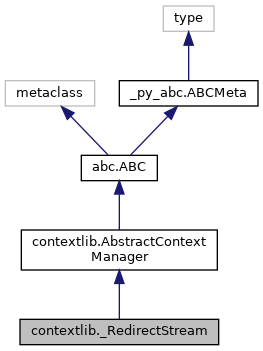 type
metaclass
_py_abc.ABCMeta
abc.ABC
contextlib.AbstractContext
Manager
contextlib._RedirectStream